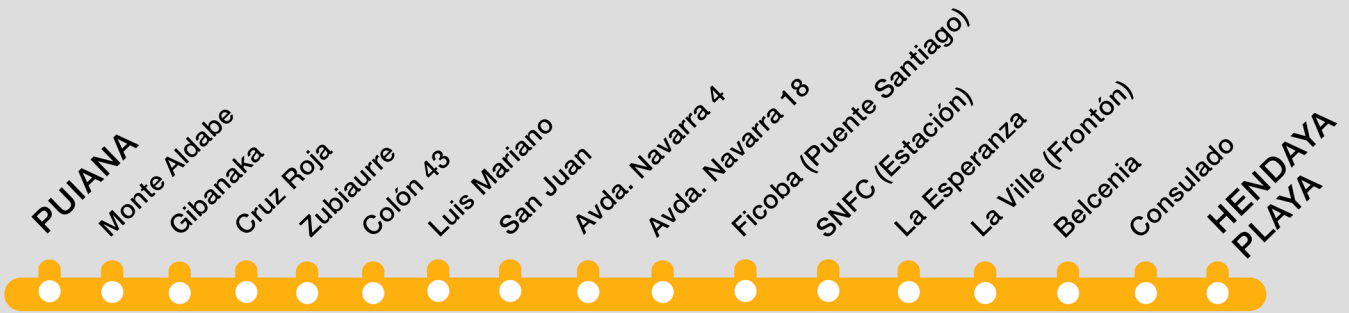 PUIANA
Monte Aldabe
Gibanaka
Cruz Roja
Zubiaurre
Colón 43
Luis Mariano
San Juan
Avda. Navarra 4
Avda. Navarra 18
Ficoba (Puente Santiago)
SNFC (Estación)
La Esperanza
La Ville (Frontón)
Belcenia
Consulado
HENDAYA
PLAYA